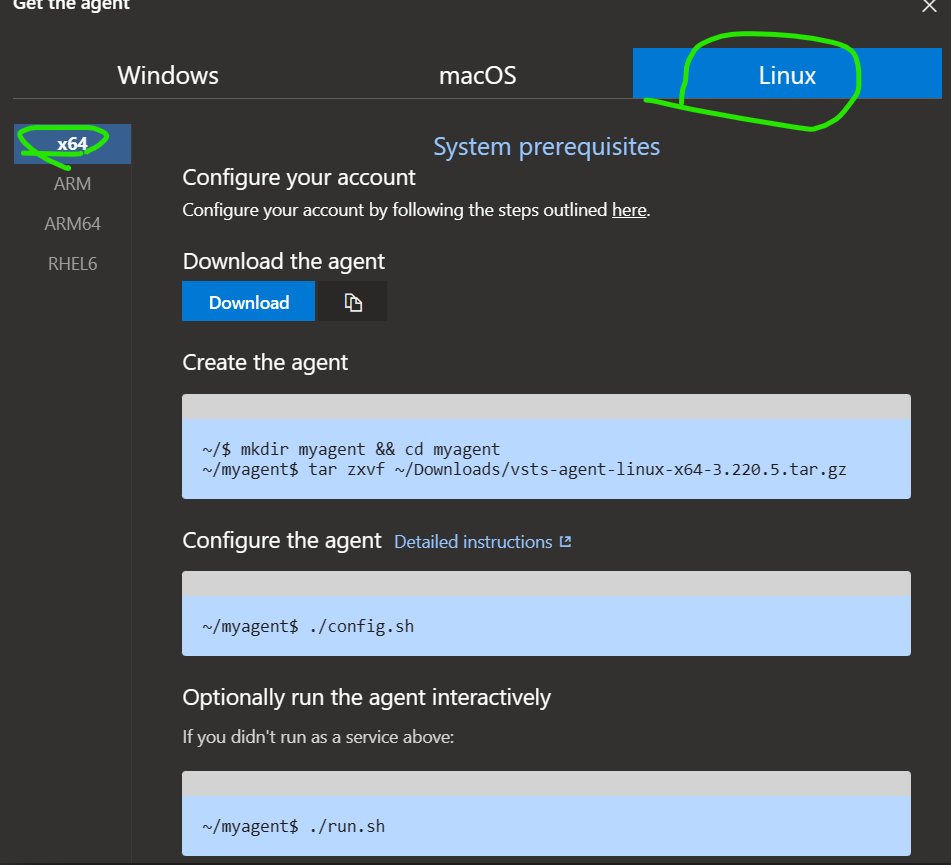 Get the agent
Windows
macOS
Linux
x64
ARM
ARM64
RHEL6
System prerequisites
Configure your account
Configure your account by following the steps outlined here.
Download the agent
Download
Create the agent
~/$ mkdir myagent && cd myagent
~/myagent$ tar zxvf ~/Downloads/vsts-agent-linux-x64-3.220.5.tar.gz
Configure the agent Detailed instructions
~/myagent$ ./config.sh
Optionally run the agent interactively
If you didn't run as a service above:
~/myagent$ ./run.sh